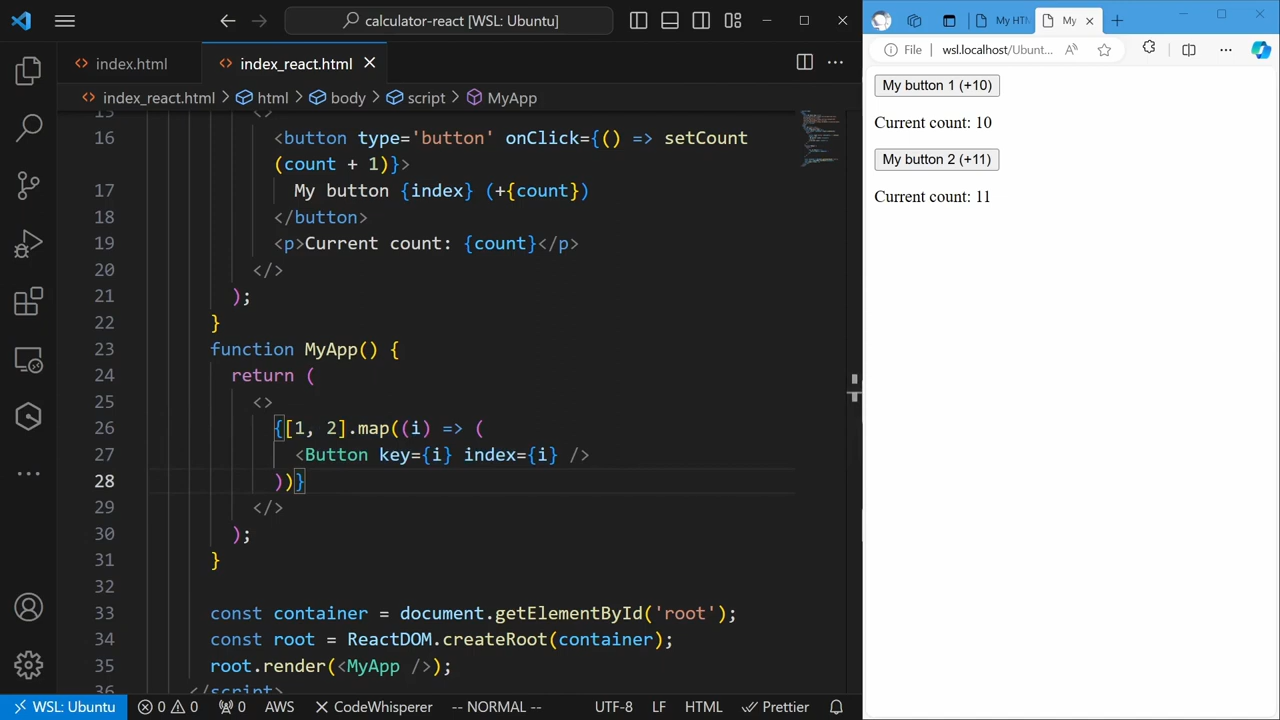 calculator-react [WSL: Ubuntu]
index.html
index_react.html
index_react.html html body script MyApp
15 <>
16 <button type='button' onClick={() => setCount
(count + 1)}>
17 My button {index} (+{count})
18 </button>
19 <p>Current count: {count}</p>
20 </>
21 );
22 }
23 function MyApp() {
24 return (
25 <>
26 {[1, 2].map((i) => (
27 <Button key={i} index={i} />
28 ))}
29 </>
30 );
31 }
32
33 const container = document.getElementById('root');
34 const root = ReactDOM.createRoot(container);
35 root.render(<MyApp />);
36 </script>
WSL: Ubuntu 0 0 0 AWS CodeWhisperer -- NORMAL -- UTF-8 LF HTML Prettier
My HTM
My
File wsl.localhost/Ubunt...
My button 1 (+10)
Current count: 10
My button 2 (+11)
Current count: 11